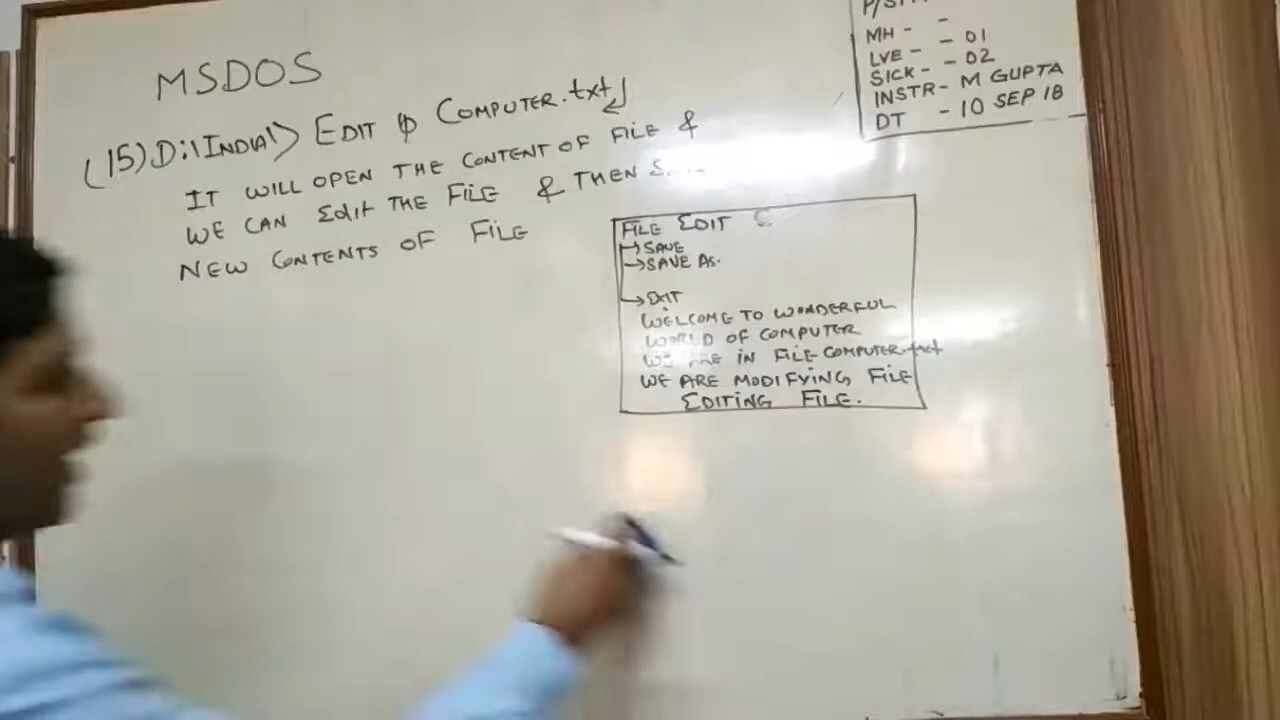 MSDOS
(15) D:\INDIA\> EDIT ϕ COMPUTER.txt↲
IT WILL OPEN THE CONTENT OF FILE &
WE CAN Edit THE FILE & THEN
NEW CONTENTS OF FILE
MH - -
LVE - - 01
SICK - - 02
INSTR - M GUPTA
DT - 10 SEP 18
FILE EDIT
→SAVE
→SAVE As.
→EXIT
WELCOME TO WONDERFUL
WORLD OF COMPUTER
WE ARE IN FILE COMPUTER.txt
WE ARE MODIFYING FILE
EDITING FILE.